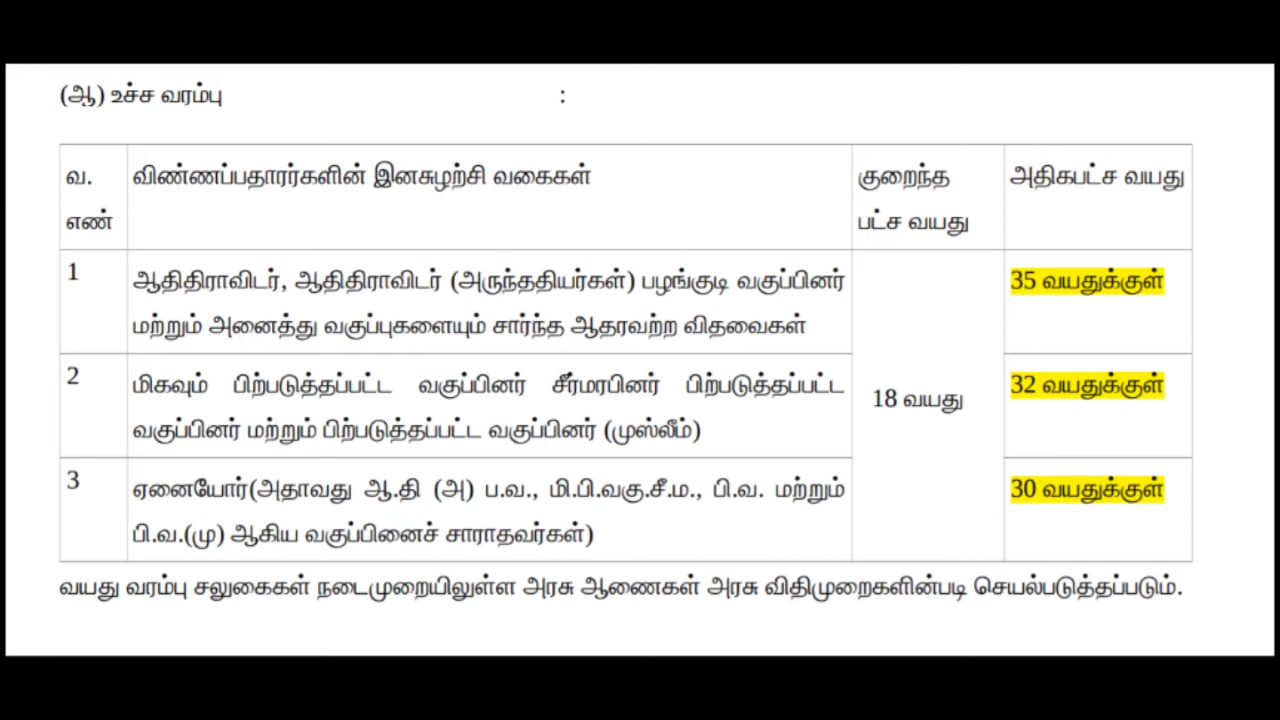 (ஆ) உச்ச வரம்பு :
வ. எண்
விண்ணப்பதாரர்களின் இனசுழற்சி வகைகள்
குறைந்த
பட்ச வயது
அதிகபட்ச வயது
1
ஆதிதிராவிடர், ஆதிதிராவிடர் (அருந்ததியர்கள்) பழங்குடி வகுப்பினர்
மற்றும் அனைத்து வகுப்புகளையும் சார்ந்த ஆதரவற்ற விதவைகள்
18 வயது
35 வயதுக்குள்
2
மிகவும் பிற்படுத்தப்பட்ட வகுப்பினர் சீர்மரபினர் பிற்படுத்தப்பட்ட
வகுப்பினர் மற்றும் பிற்படுத்தப்பட்ட வகுப்பினர் (முஸ்லீம்)
32 வயதுக்குள்
3
ஏனையோர்(அதாவது ஆ.தி (அ) ப.வ., மி.பி.வகு.சீ.ம., பி.வ. மற்றும்
பி.வ.(மு) ஆகிய வகுப்பினைச் சாராதவர்கள்)
30 வயதுக்குள்
வயது வரம்பு சலுகைகள் நடைமுறையிலுள்ள அரசு ஆணைகள் அரசு விதிமுறைகளின்படி செயல்படுத்தப்படும்.